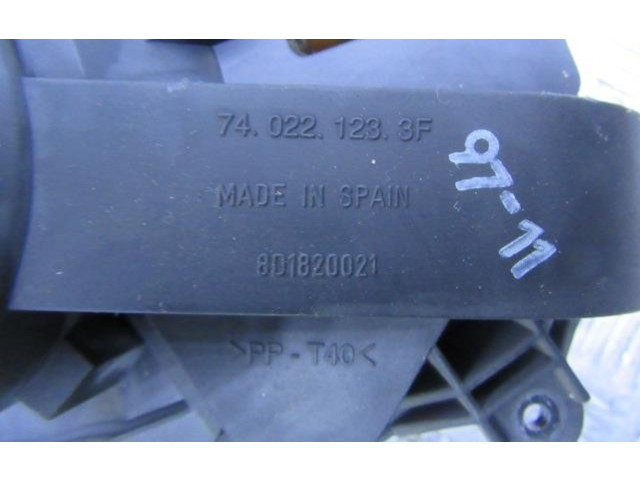 74. 022. 123. 3F
MADE IN SPAIN
8D1820021
>PP-T40<
97-11